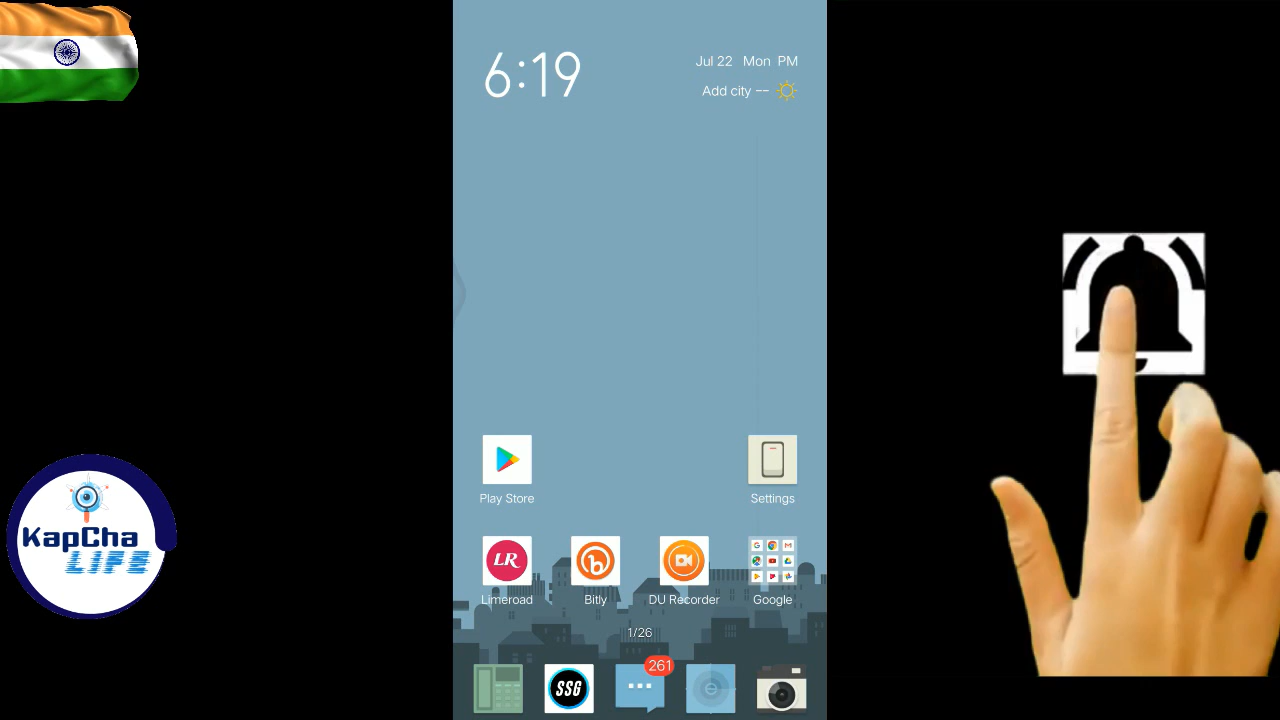 6:19
Jul 22 Mon PM
Add city --
Play Store
Settings
LR
Limeroad
Bitly
DU Recorder
Google
1/26
SSG
261
KapCha
LIFE